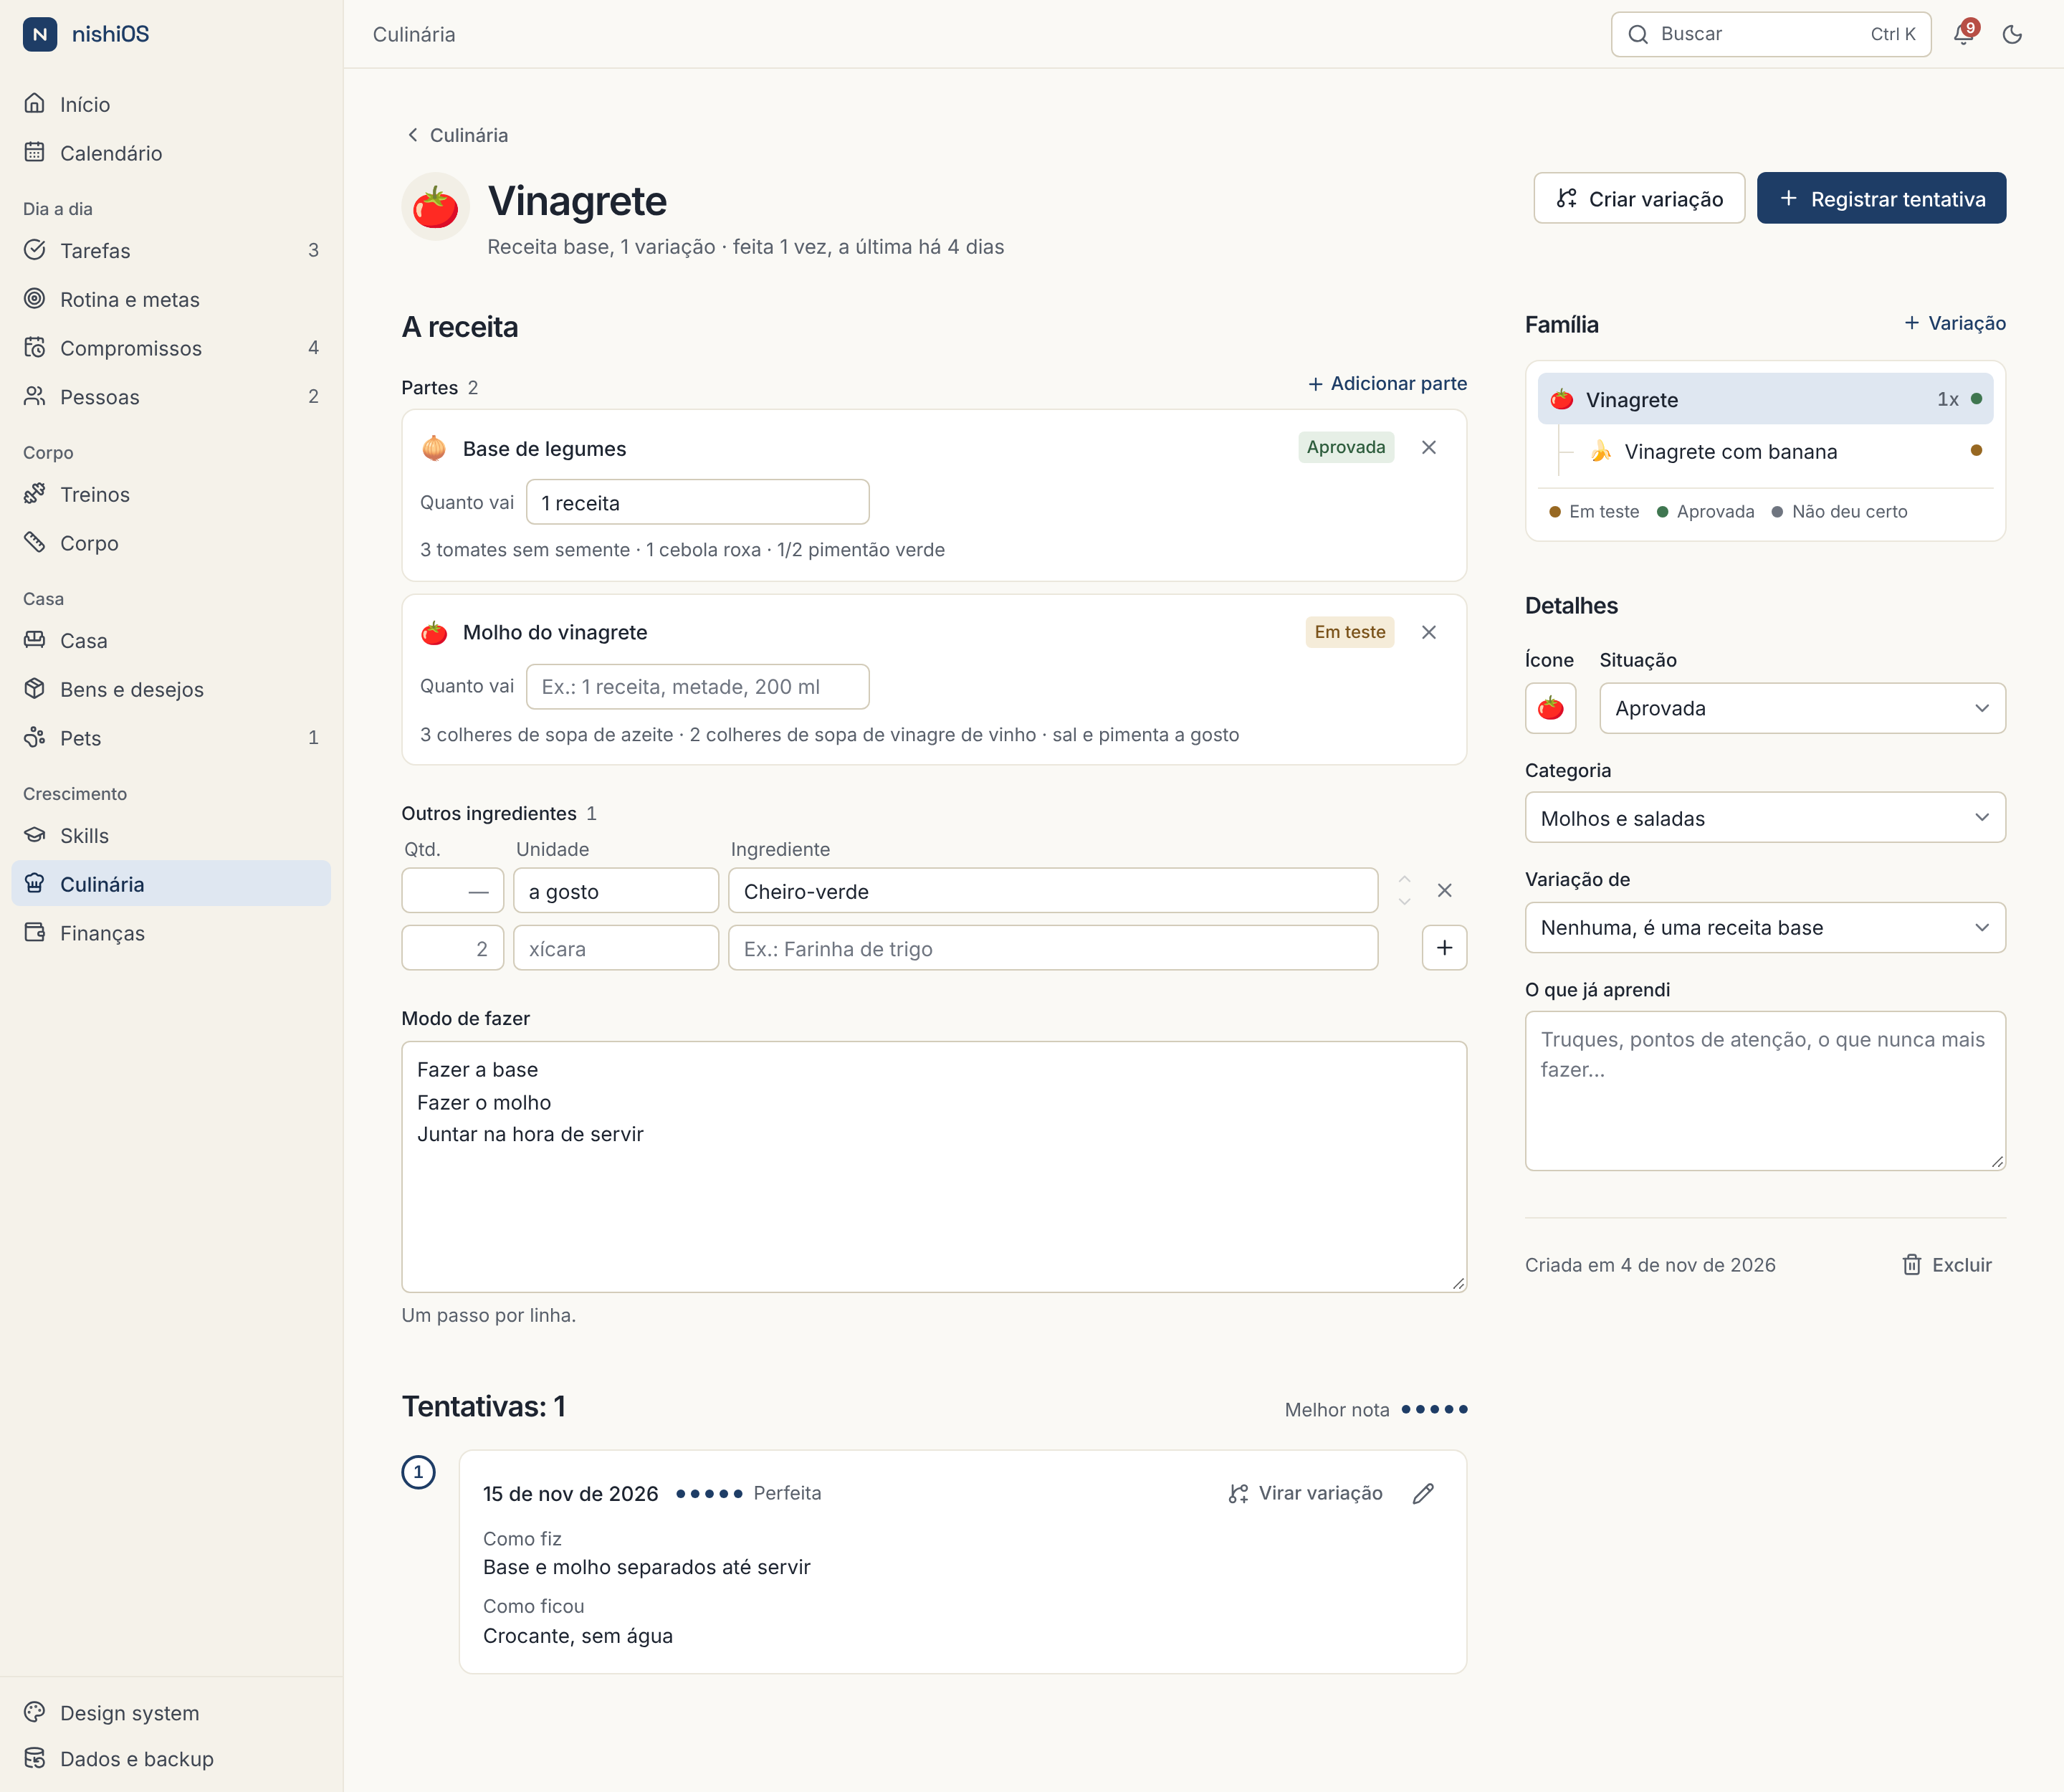 N nishiOS
Culinária
Buscar Ctrl K
9
Início
Calendário
Dia a dia
Tarefas 3
Rotina e metas
Compromissos 4
Pessoas 2
Corpo
Treinos
Corpo
Casa
Casa
Bens e desejos
Pets 1
Crescimento
Skills
Culinária
Finanças
Design system
Dados e backup
Culinária
Vinagrete
Receita base, 1 variação · feita 1 vez, a última há 4 dias
Criar variação
Registrar tentativa
A receita
Partes 2
Adicionar parte
Base de legumes Aprovada
Quanto vai 1 receita
3 tomates sem semente · 1 cebola roxa · 1/2 pimentão verde
Molho do vinagrete Em teste
Quanto vai Ex.: 1 receita, metade, 200 ml
3 colheres de sopa de azeite · 2 colheres de sopa de vinagre de vinho · sal e pimenta a gosto
Outros ingredientes 1
Qtd. Unidade Ingrediente
— a gosto Cheiro-verde
2 xícara Ex.: Farinha de trigo
Modo de fazer
Fazer a base
Fazer o molho
Juntar na hora de servir
Um passo por linha.
Tentativas: 1
Melhor nota
1
15 de nov de 2026 Perfeita
Virar variação
Como fiz
Base e molho separados até servir
Como ficou
Crocante, sem água
Família
Variação
Vinagrete 1x
Vinagrete com banana
Em teste Aprovada Não deu certo
Detalhes
Ícone Situação
Aprovada
Categoria
Molhos e saladas
Variação de
Nenhuma, é uma receita base
O que já aprendi
Truques, pontos de atenção, o que nunca mais
fazer...
Criada em 4 de nov de 2026
Excluir